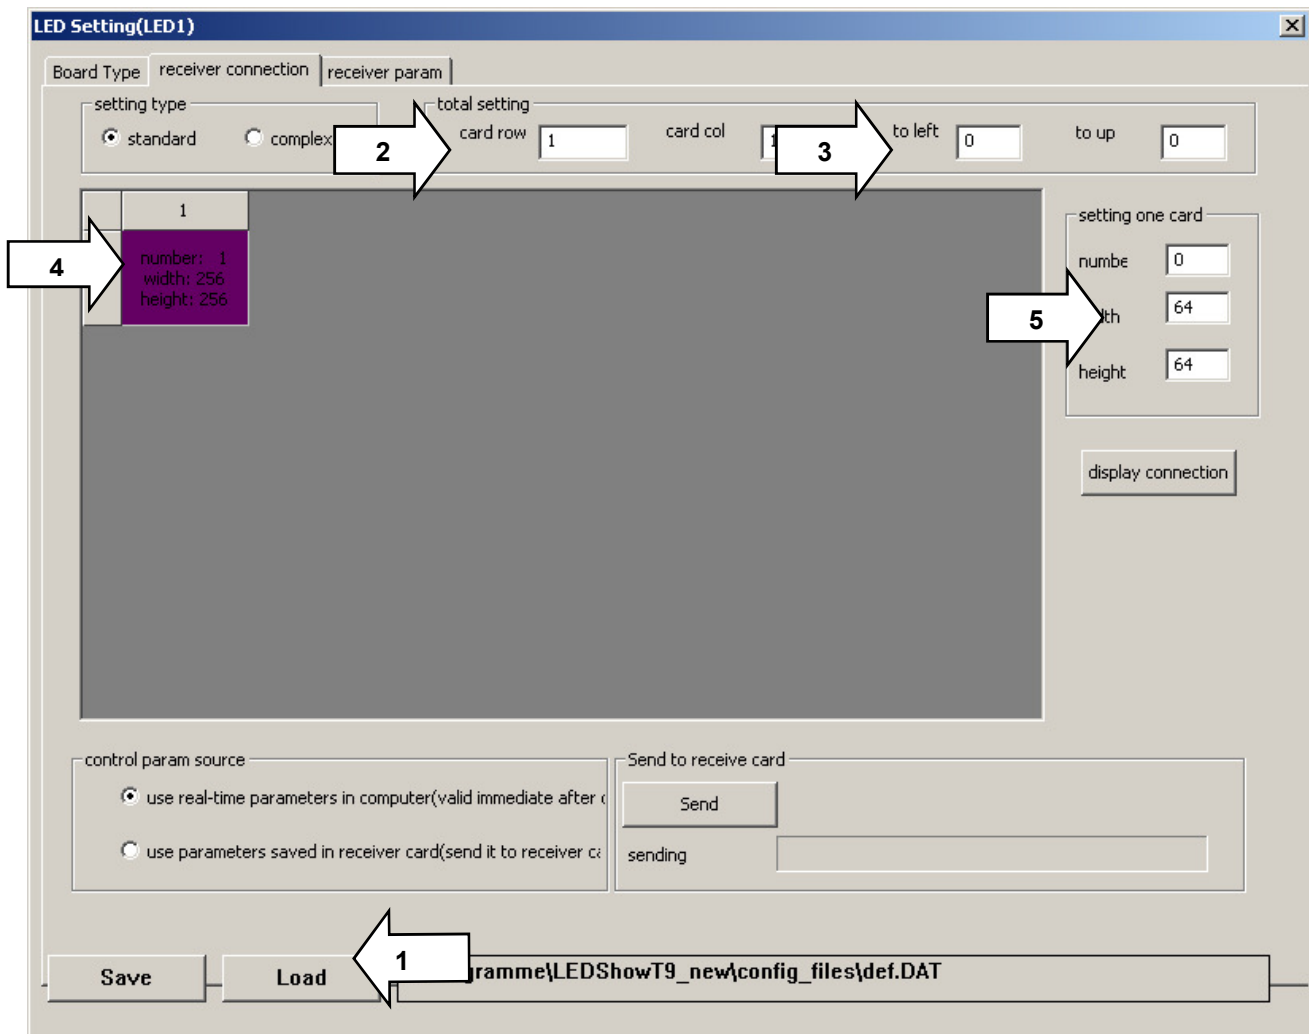 LED Setting(LED1)
Board Type receiver connection receiver param
setting type total setting
standard complex 2 card row 1 card col 3 to left 0 to up 0
1
setting one card
4 number: 1
width: 256
height: 256
numbe 0
5 64
height 64
display connection
control param source Send to receive card
use real-time parameters in computer(valid immediate after
Send
use parameters saved in receiver card(send it to receiver
sending
Save Load 1 gramme\LEDShowT9_new\config_files\def.DAT